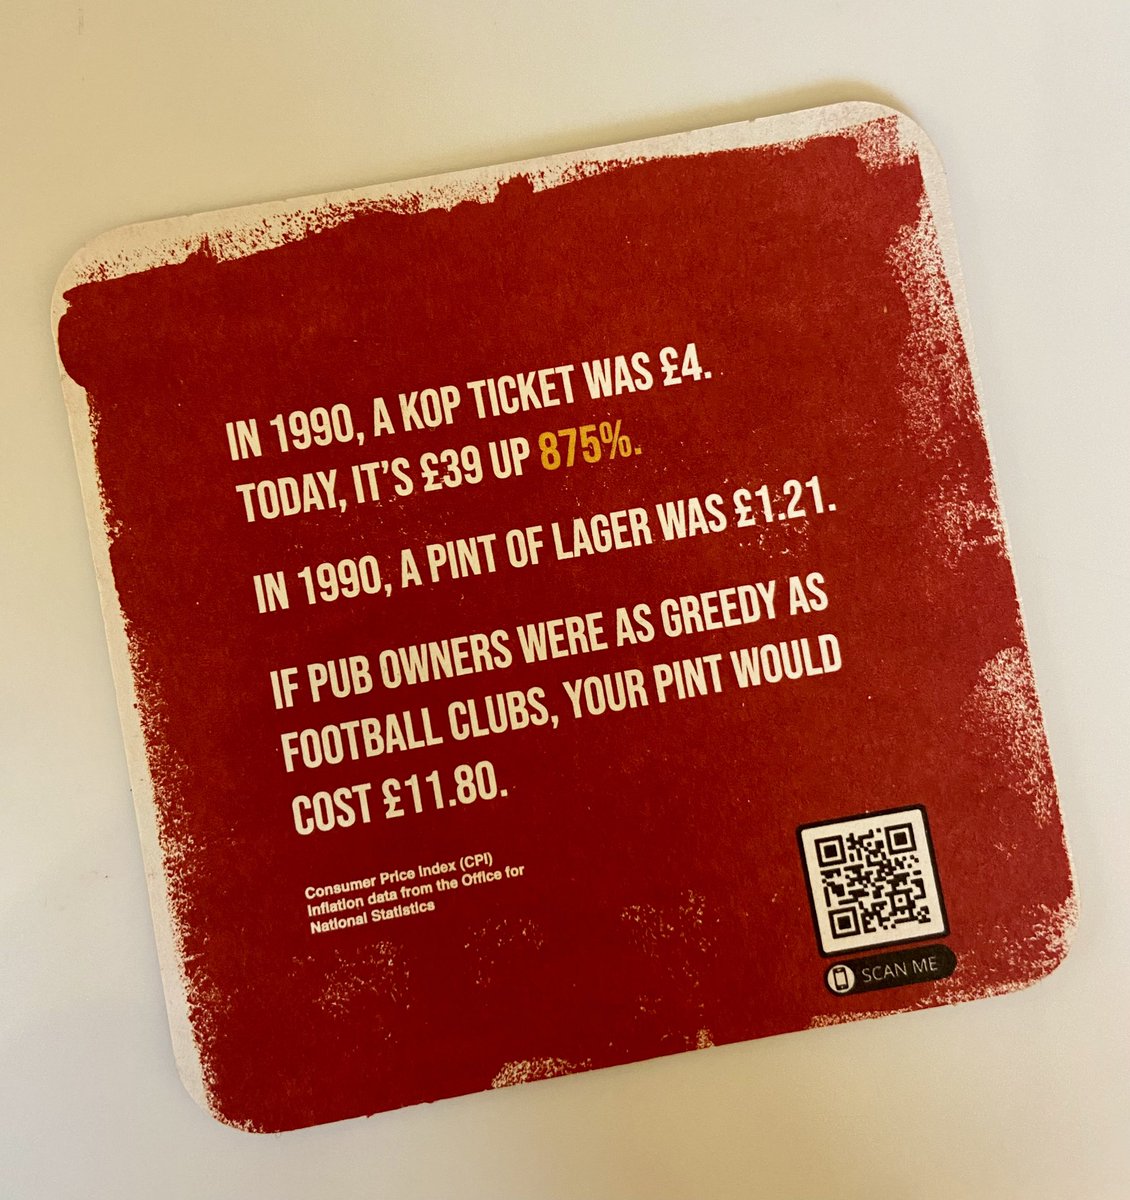 IN 1990, A KOP TICKET WAS £4.
TODAY, IT'S £39 UP 875%.
IN 1990, A PINT OF LAGER WAS £1.21.
IF PUB OWNERS WERE AS GREEDY AS
FOOTBALL CLUBS, YOUR PINT WOULD
COST £11.80.
Consumer Price Index (CPI)
Inflation data from the Office for
National Statistics
SCAN ME